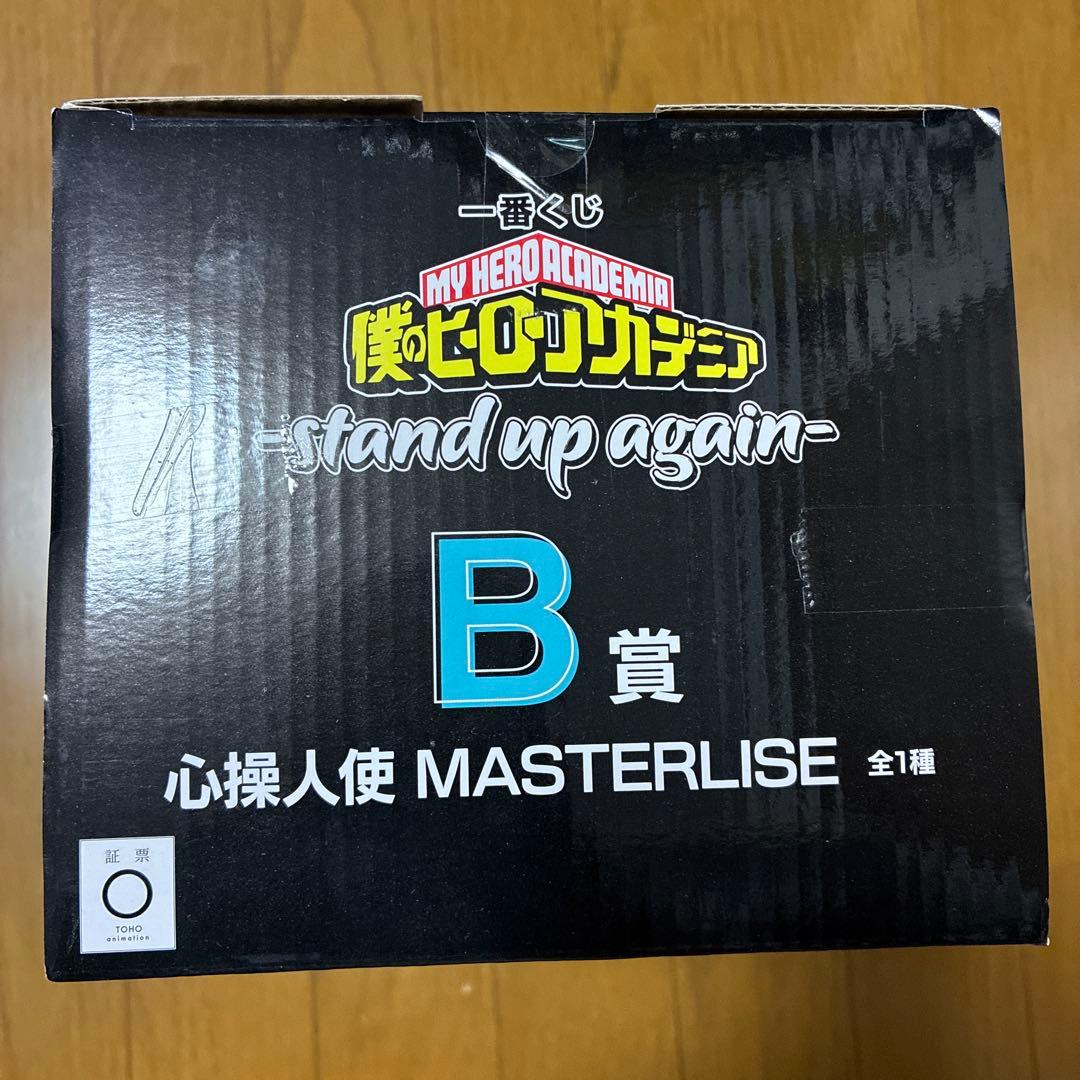 一番くじ
MY HERO ACADEMIA
僕のヒーローアカデミア
-stand up again-
B賞
心操人使 MASTERLISE 全1種
証票
TOHO
animation